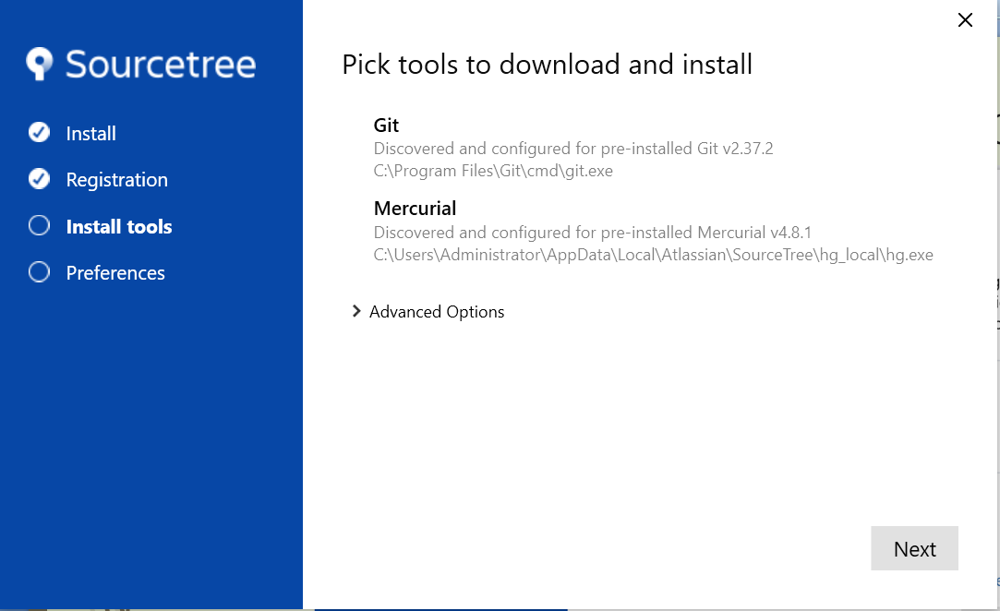 Sourcetree
Install
Registration
Install tools
Preferences
Pick tools to download and install
Git
Discovered and configured for pre-installed Git v2.37.2
C:\Program Files\Git\cmd\git.exe
Mercurial
Discovered and configured for pre-installed Mercurial v4.8.1
C:\Users\Administrator\AppData\Local\Atlassian\SourceTree\hg_local\hg.exe
Advanced Options
Next